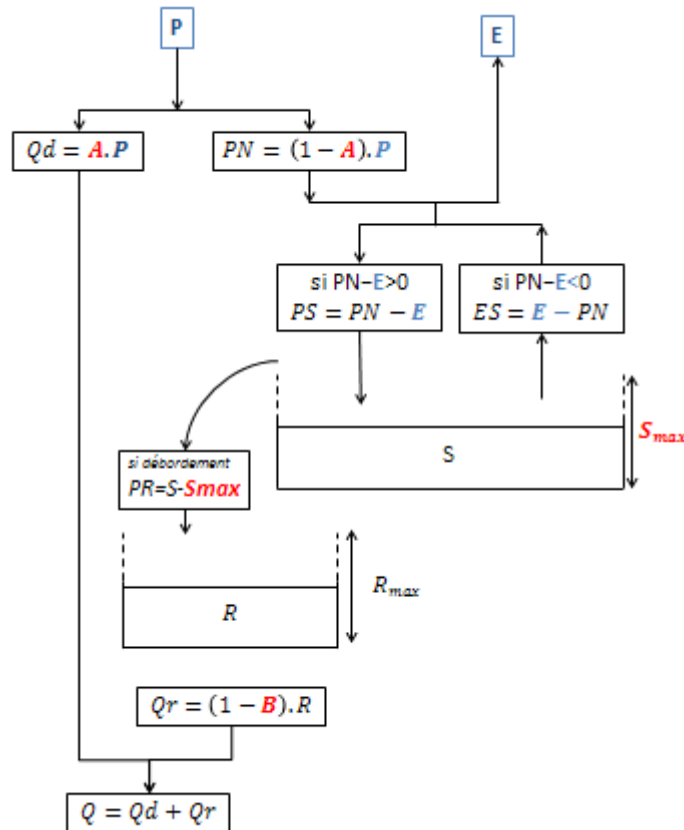 P
E
Qd = A.P
PN = (1 − A).P
si PN−E>0
PS = PN − E
si PN−E<0
ES = E − PN
S
Smax
si débordement
PR=S-Smax
R
Rmax
Qr = (1 − B).R
Q = Qd + Qr